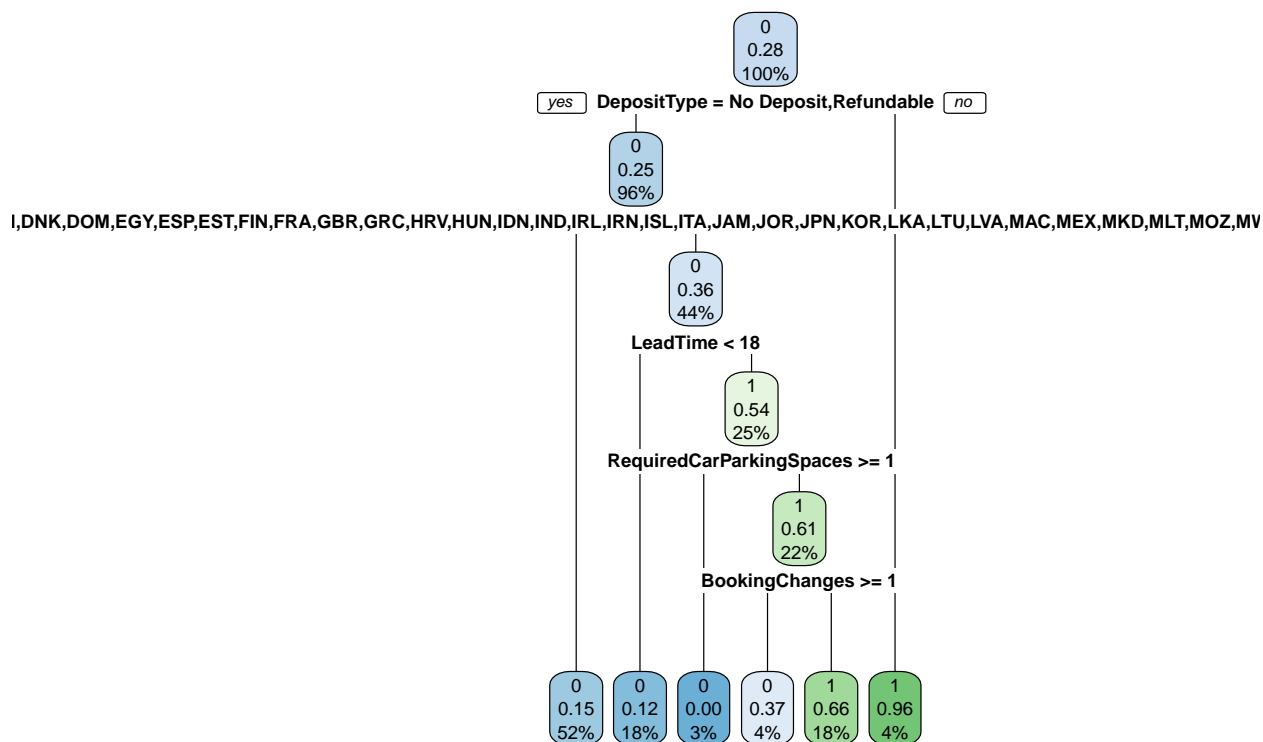 0
0.28
100%
yes DepositType = No Deposit,Refundable no
0
0.25
96%
,DNK,DOM,EGY,ESP,EST,FIN,FRA,GBR,GRC,HRV,HUN,IDN,IND,IRL,IRN,ISL,ITA,JAM,JOR,JPN,KOR,LKA,LTU,LVA,MAC,MEX,MKD,MLT,MOZ,
0
0.36
44%
LeadTime < 18
1
0.54
25%
RequiredCarParkingSpaces >= 1
1
0.61
22%
BookingChanges >= 1
0 0 0 0 1 1
0.15 0.12 0.00 0.37 0.66 0.96
52% 18% 3% 4% 18% 4%